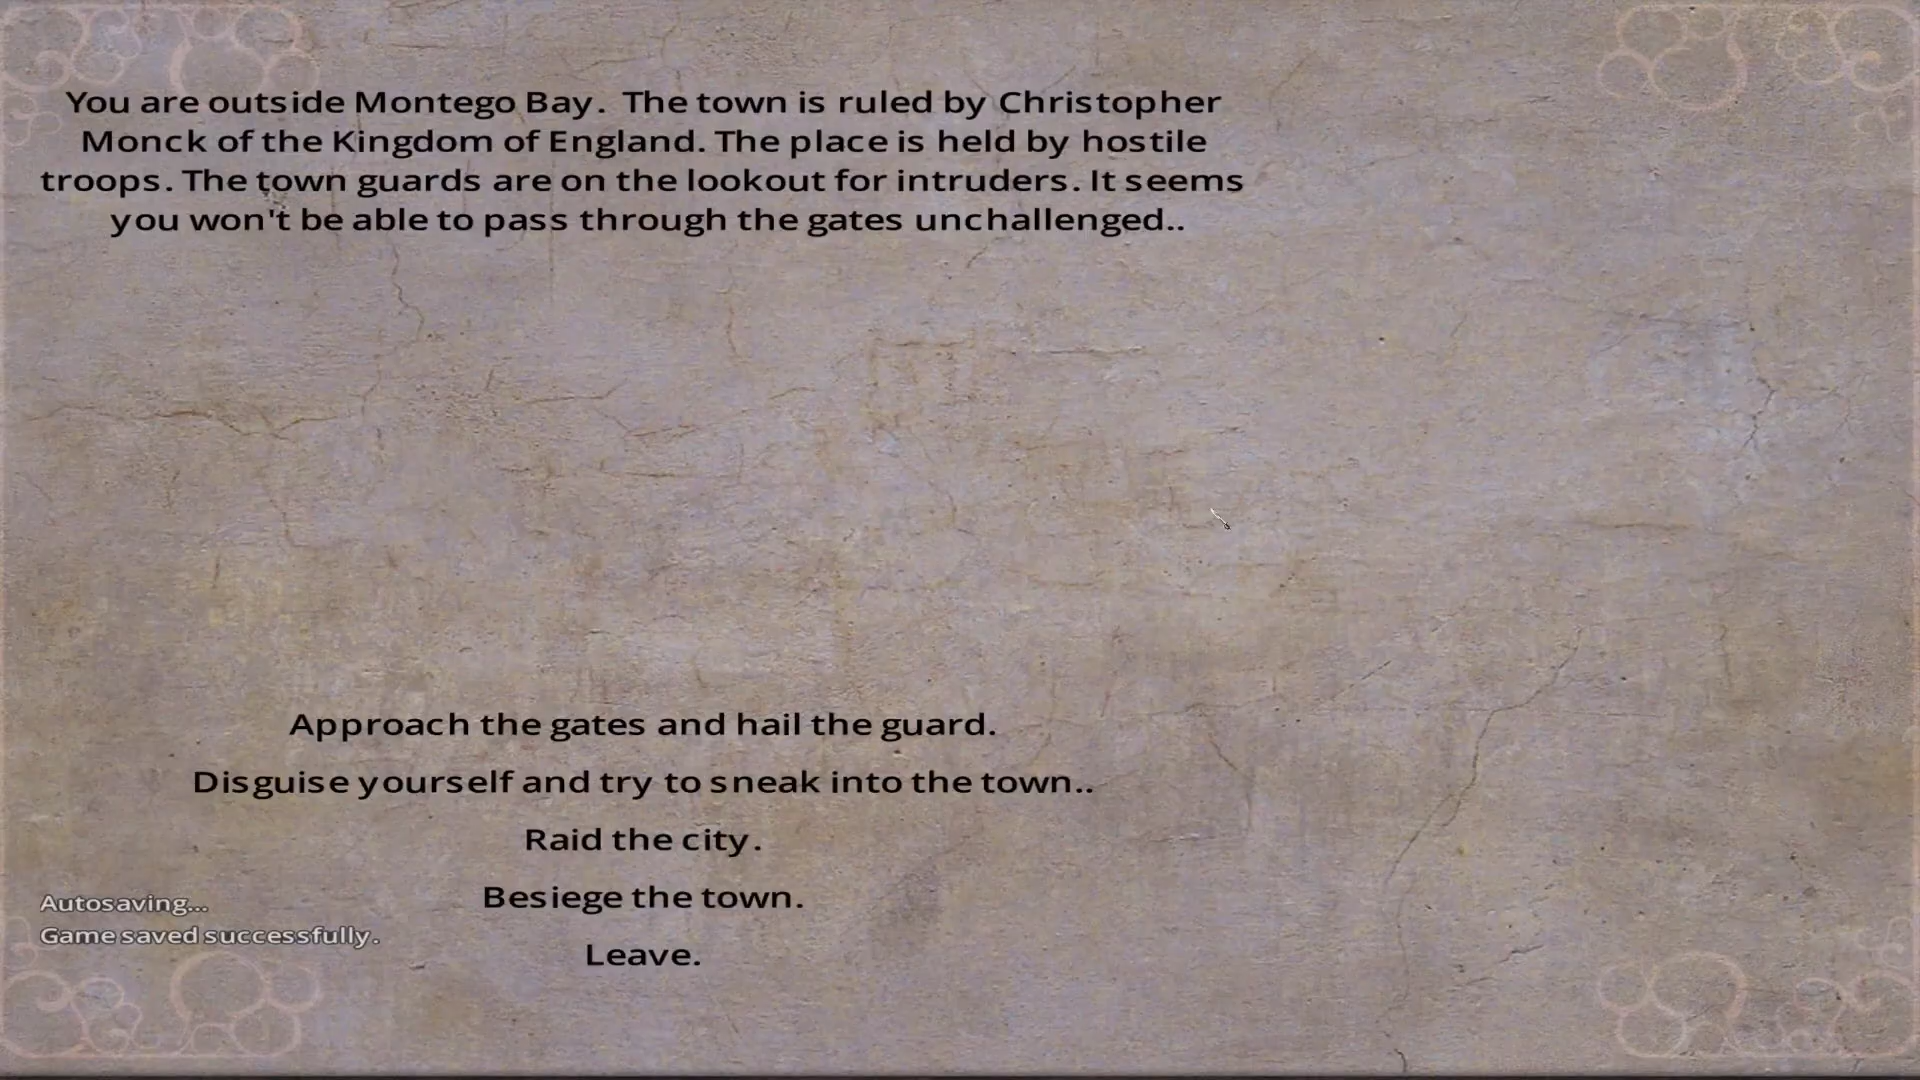 You are outside Montego Bay.  The town is ruled by Christopher
Monck of the Kingdom of England. The place is held by hostile
troops. The town guards are on the lookout for intruders. It seems
you won't be able to pass through the gates unchallenged..
Approach the gates and hail the guard.
Disguise yourself and try to sneak into the town..
Raid the city.
Besiege the town.
Leave.
Autosaving...
Game saved successfully.